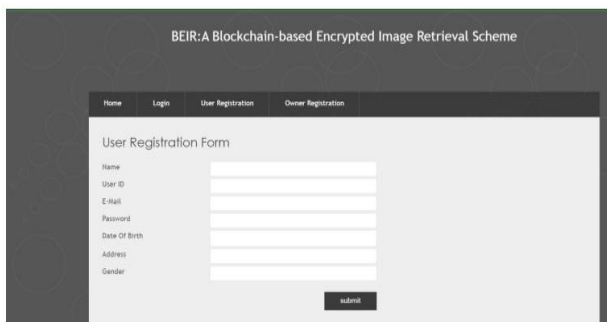 BEIR:A Blockchain-based Encrypted Image Retrieval Scheme
Home Login User Registration Owner Registration
User Registration Form
Name
User ID
E-Mail
Password
Date Of Birth
Address
Gender
submit